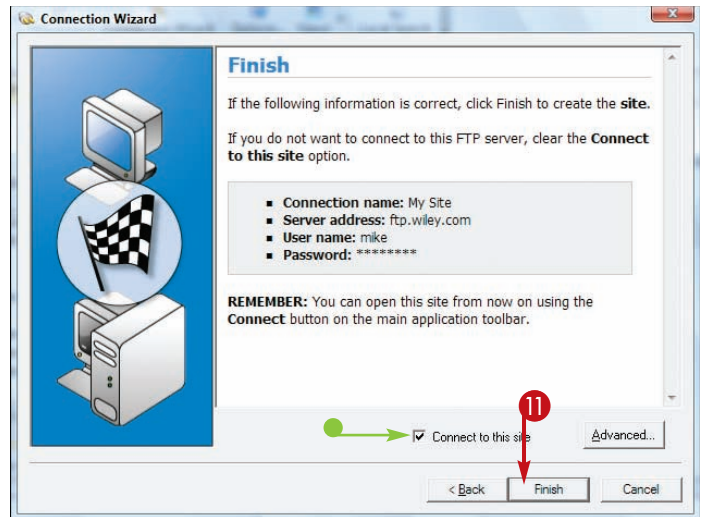 Connection Wizard
Finish
If the following information is correct, click Finish to create the site.
If you do not want to connect to this FTP server, clear the Connect
to this site option.
Connection name: My Site
Server address: ftp.wiley.com
User name: mike
Password: ********
REMEMBER: You can open this site from now on using the
Connect button on the main application toolbar.
11
Connect to this site
Advanced...
< Back
Finish
Cancel